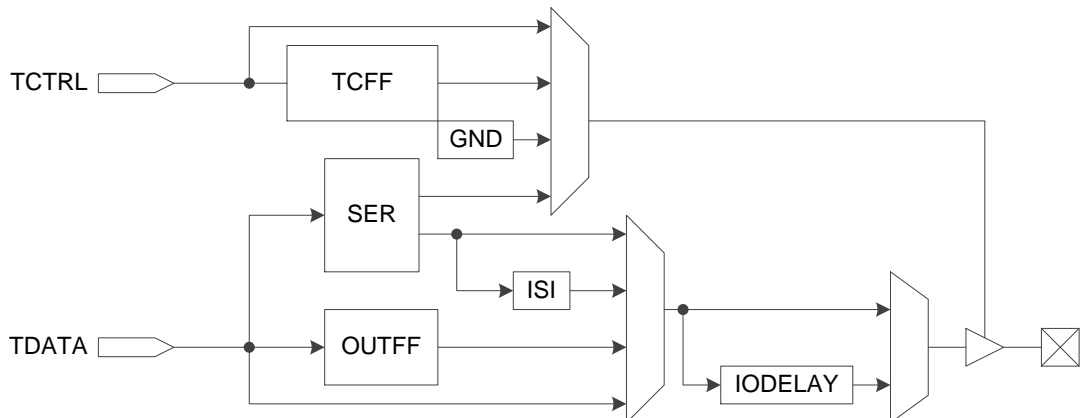 TCTRL
TCFF
GND
SER
ISI
TDATA
OUTFF
IODELAY